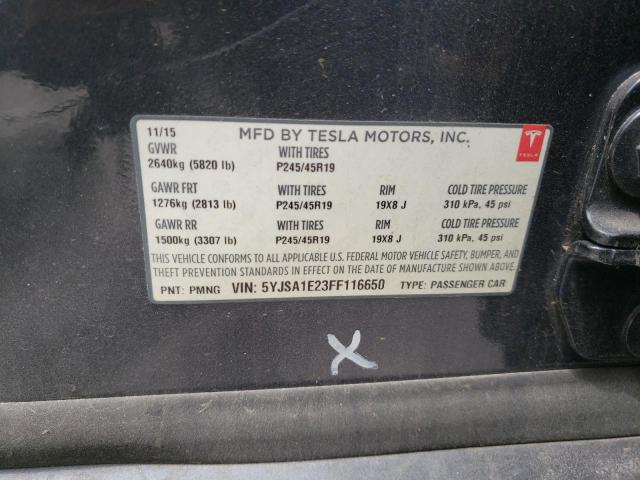 11/15 MFD BY TESLA MOTORS, INC.
GVWR WITH TIRES
2640kg (5820 lb) P245/45R19
TESLA
GAWR FRT WITH TIRES RIM COLD TIRE PRESSURE
1276kg (2813 lb) P245/45R19 19X8 J 310 kPa, 45 psi
GAWR RR WITH TIRES RIM COLD TIRE PRESSURE
1500kg (3307 lb) P245/45R19 19X8 J 310 kPa, 45 psi
THIS VEHICLE CONFORMS TO ALL APPLICABLE U.S. FEDERAL MOTOR VEHICLE SAFETY, BUMPER, AND
THEFT PREVENTION STANDARDS IN EFFECT ON THE DATE OF MANUFACTURE SHOWN ABOVE.
PNT: PMNG VIN: 5YJSA1E23FF116650 TYPE: PASSENGER CAR
X